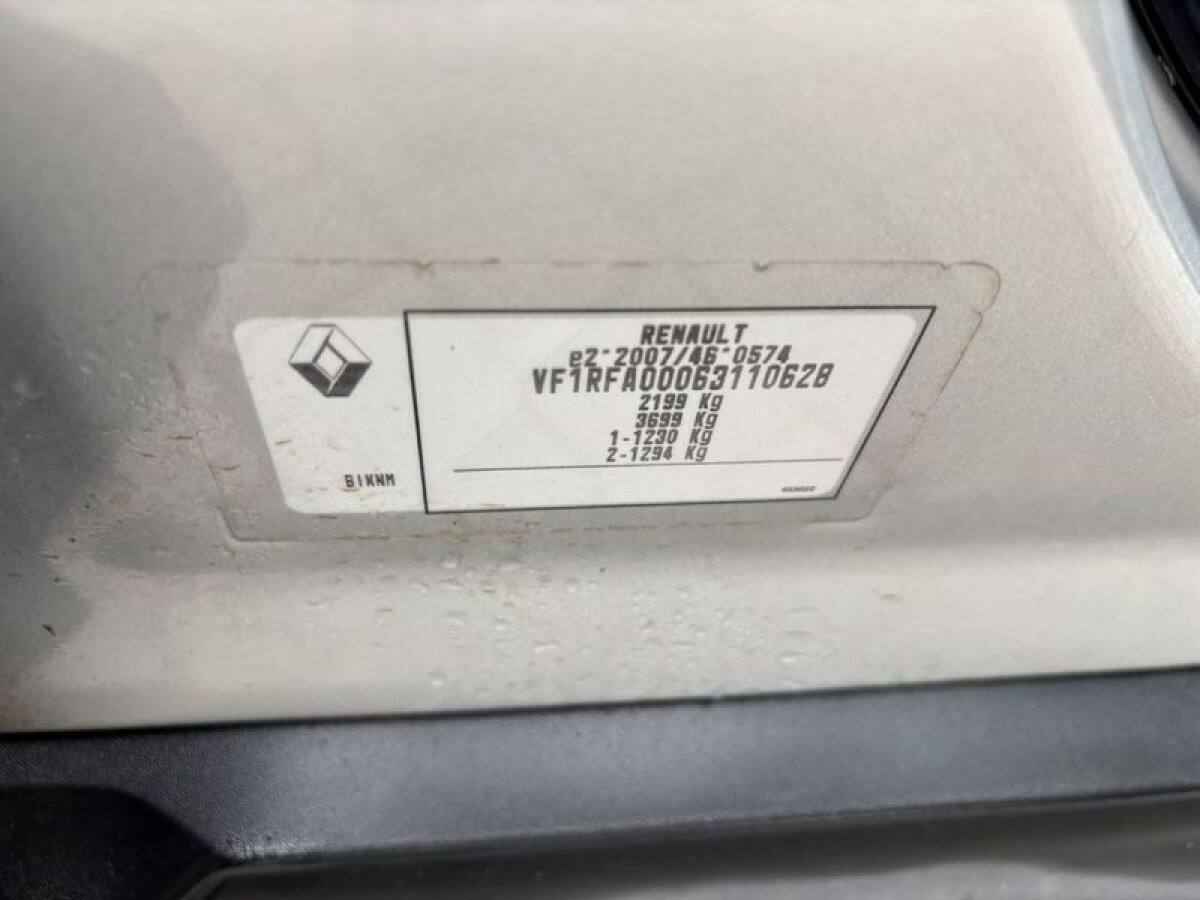 RENAULT
e2*2007/46*0574
VF1RFA00063110628
2199 Kg
3699 Kg
1-1230 Kg
2-1294 Kg
BIKNM